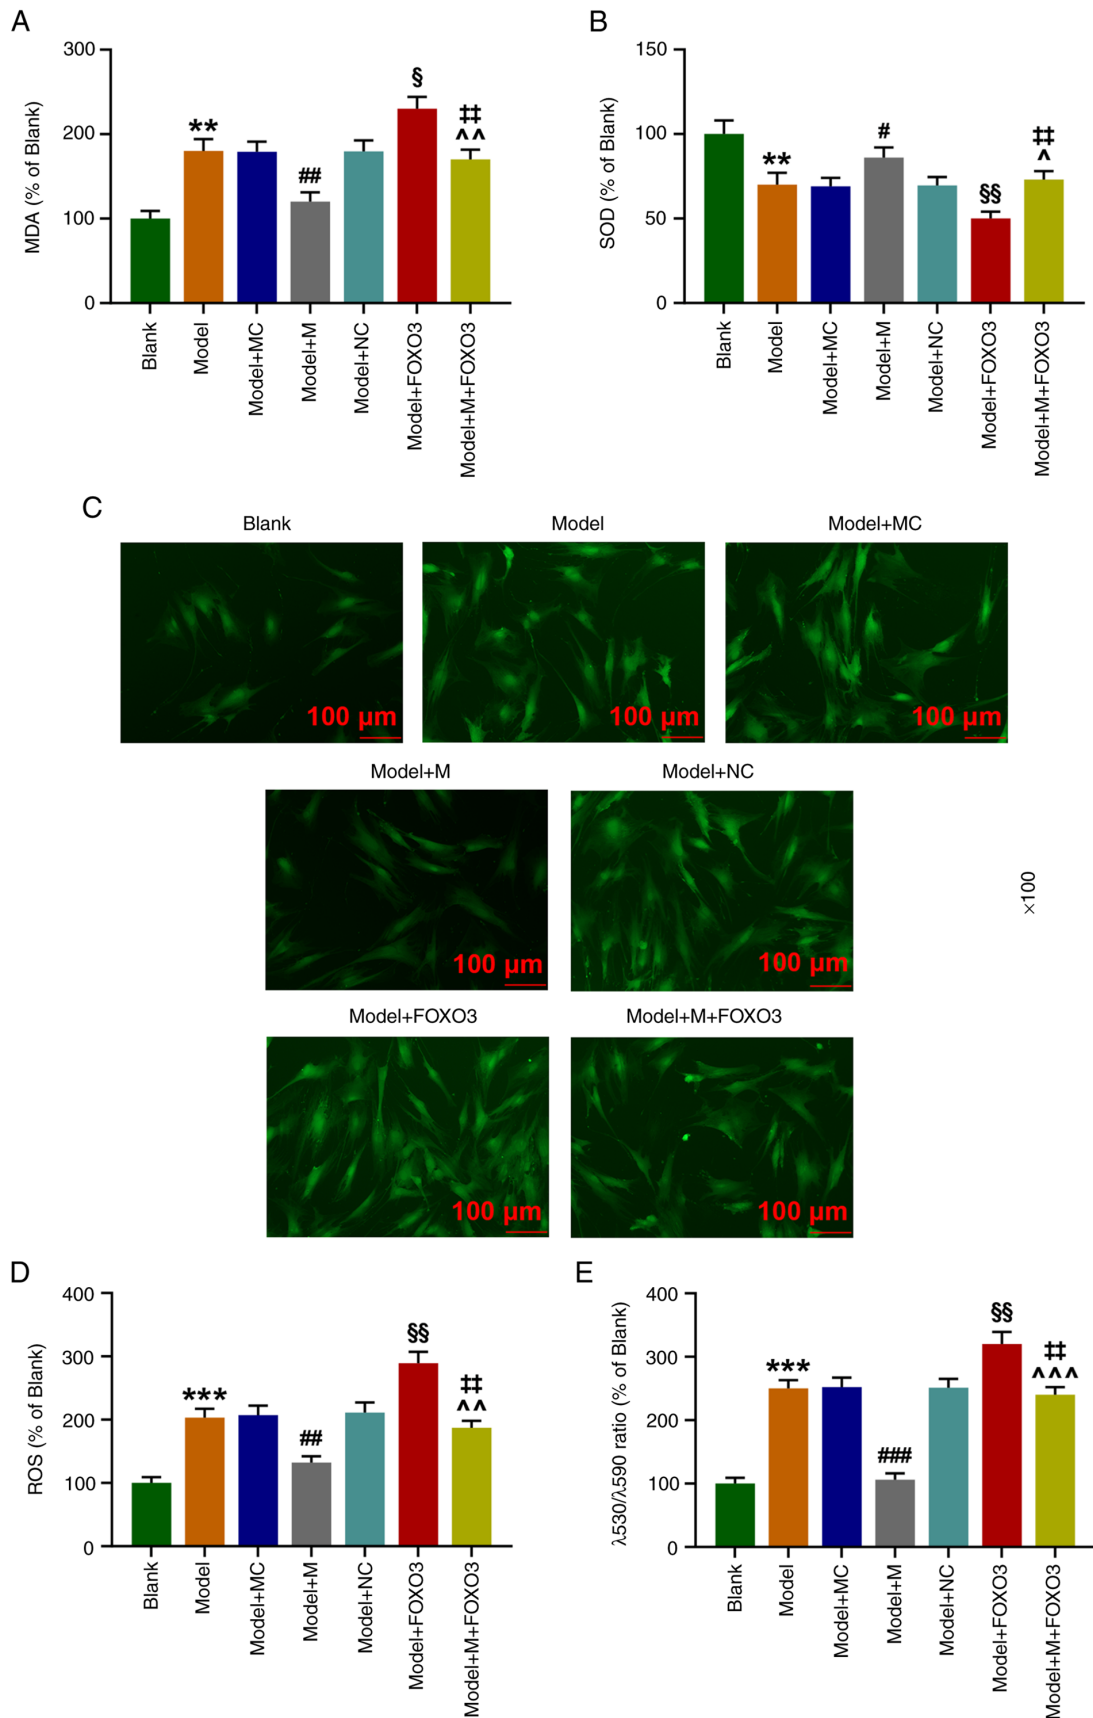 A
MDA (% of Blank)
300
200
100
0
**
##
§
‡‡
^^
Blank
Model
Model+MC
Model+M
Model+NC
Model+FOXO3
Model+M+FOXO3
B
SOD (% of Blank)
150
100
50
0
**
#
§§
‡‡
^
Blank
Model
Model+MC
Model+M
Model+NC
Model+FOXO3
Model+M+FOXO3
C
Blank
Model
Model+MC
100 µm
100 µm
100 µm
Model+M
Model+NC
100 µm
100 µm
×100
Model+FOXO3
Model+M+FOXO3
100 µm
100 µm
D
ROS (% of Blank)
400
300
200
100
0
***
##
§§
‡‡
^^
Blank
Model
Model+MC
Model+M
Model+NC
Model+FOXO3
Model+M+FOXO3
E
λ530/λ590 ratio (% of Blank)
400
300
200
100
0
***
###
§§
‡‡
^^^
Blank
Model
Model+MC
Model+M
Model+NC
Model+FOXO3
Model+M+FOXO3